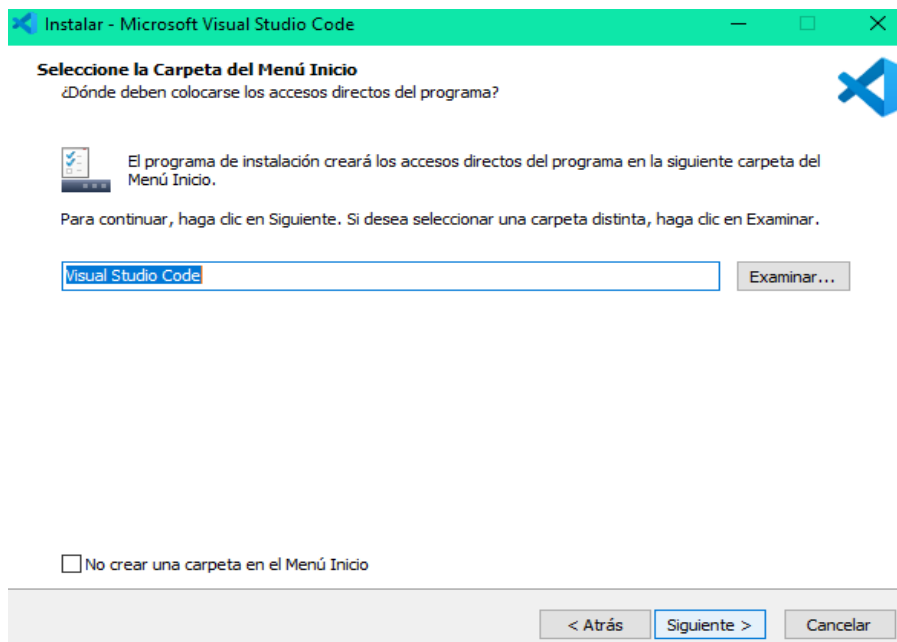 Instalar - Microsoft Visual Studio Code
Seleccione la Carpeta del Menú Inicio
¿Dónde deben colocarse los accesos directos del programa?
El programa de instalación creará los accesos directos del programa en la siguiente carpeta del
Menú Inicio.
Para continuar, haga clic en Siguiente. Si desea seleccionar una carpeta distinta, haga clic en Examinar.
Visual Studio Code
Examinar...
No crear una carpeta en el Menú Inicio
< Atrás
Siguiente >
Cancelar